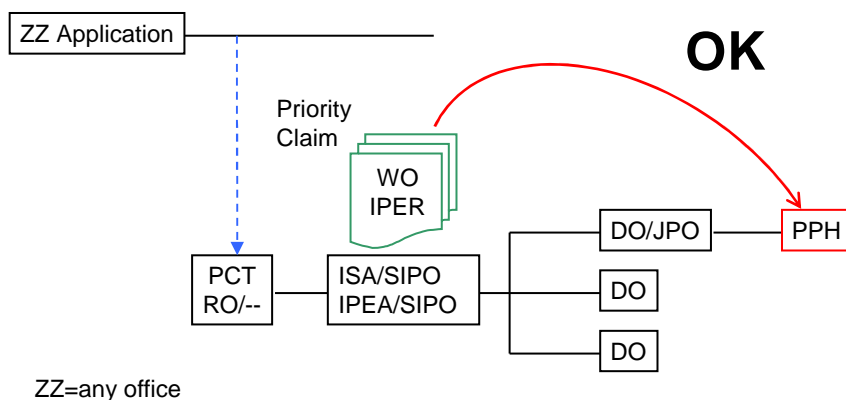 ZZ Application
OK
Priority
Claim
WO
IPER
DO/JPO
PPH
PCT
RO/--
ISA/SIPO
IPEA/SIPO
DO
DO
ZZ=any office